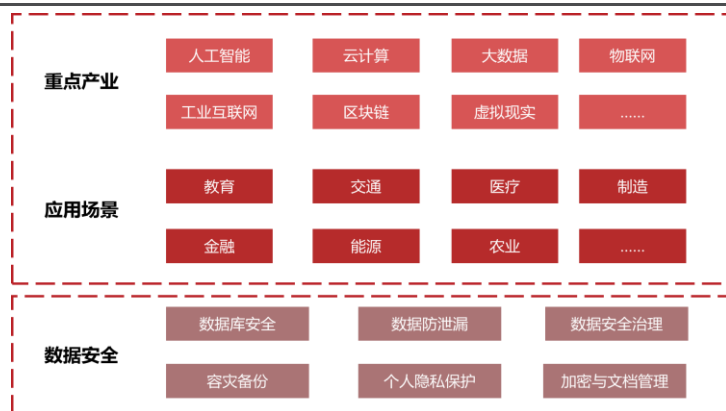 重点产业
人工智能 云计算 大数据 物联网
工业互联网 区块链 虚拟现实 ......
应用场景
教育 交通 医疗 制造
金融 能源 农业 ......
数据安全
数据库安全 数据防泄漏 数据安全治理
容灾备份 个人隐私保护 加密与文档管理